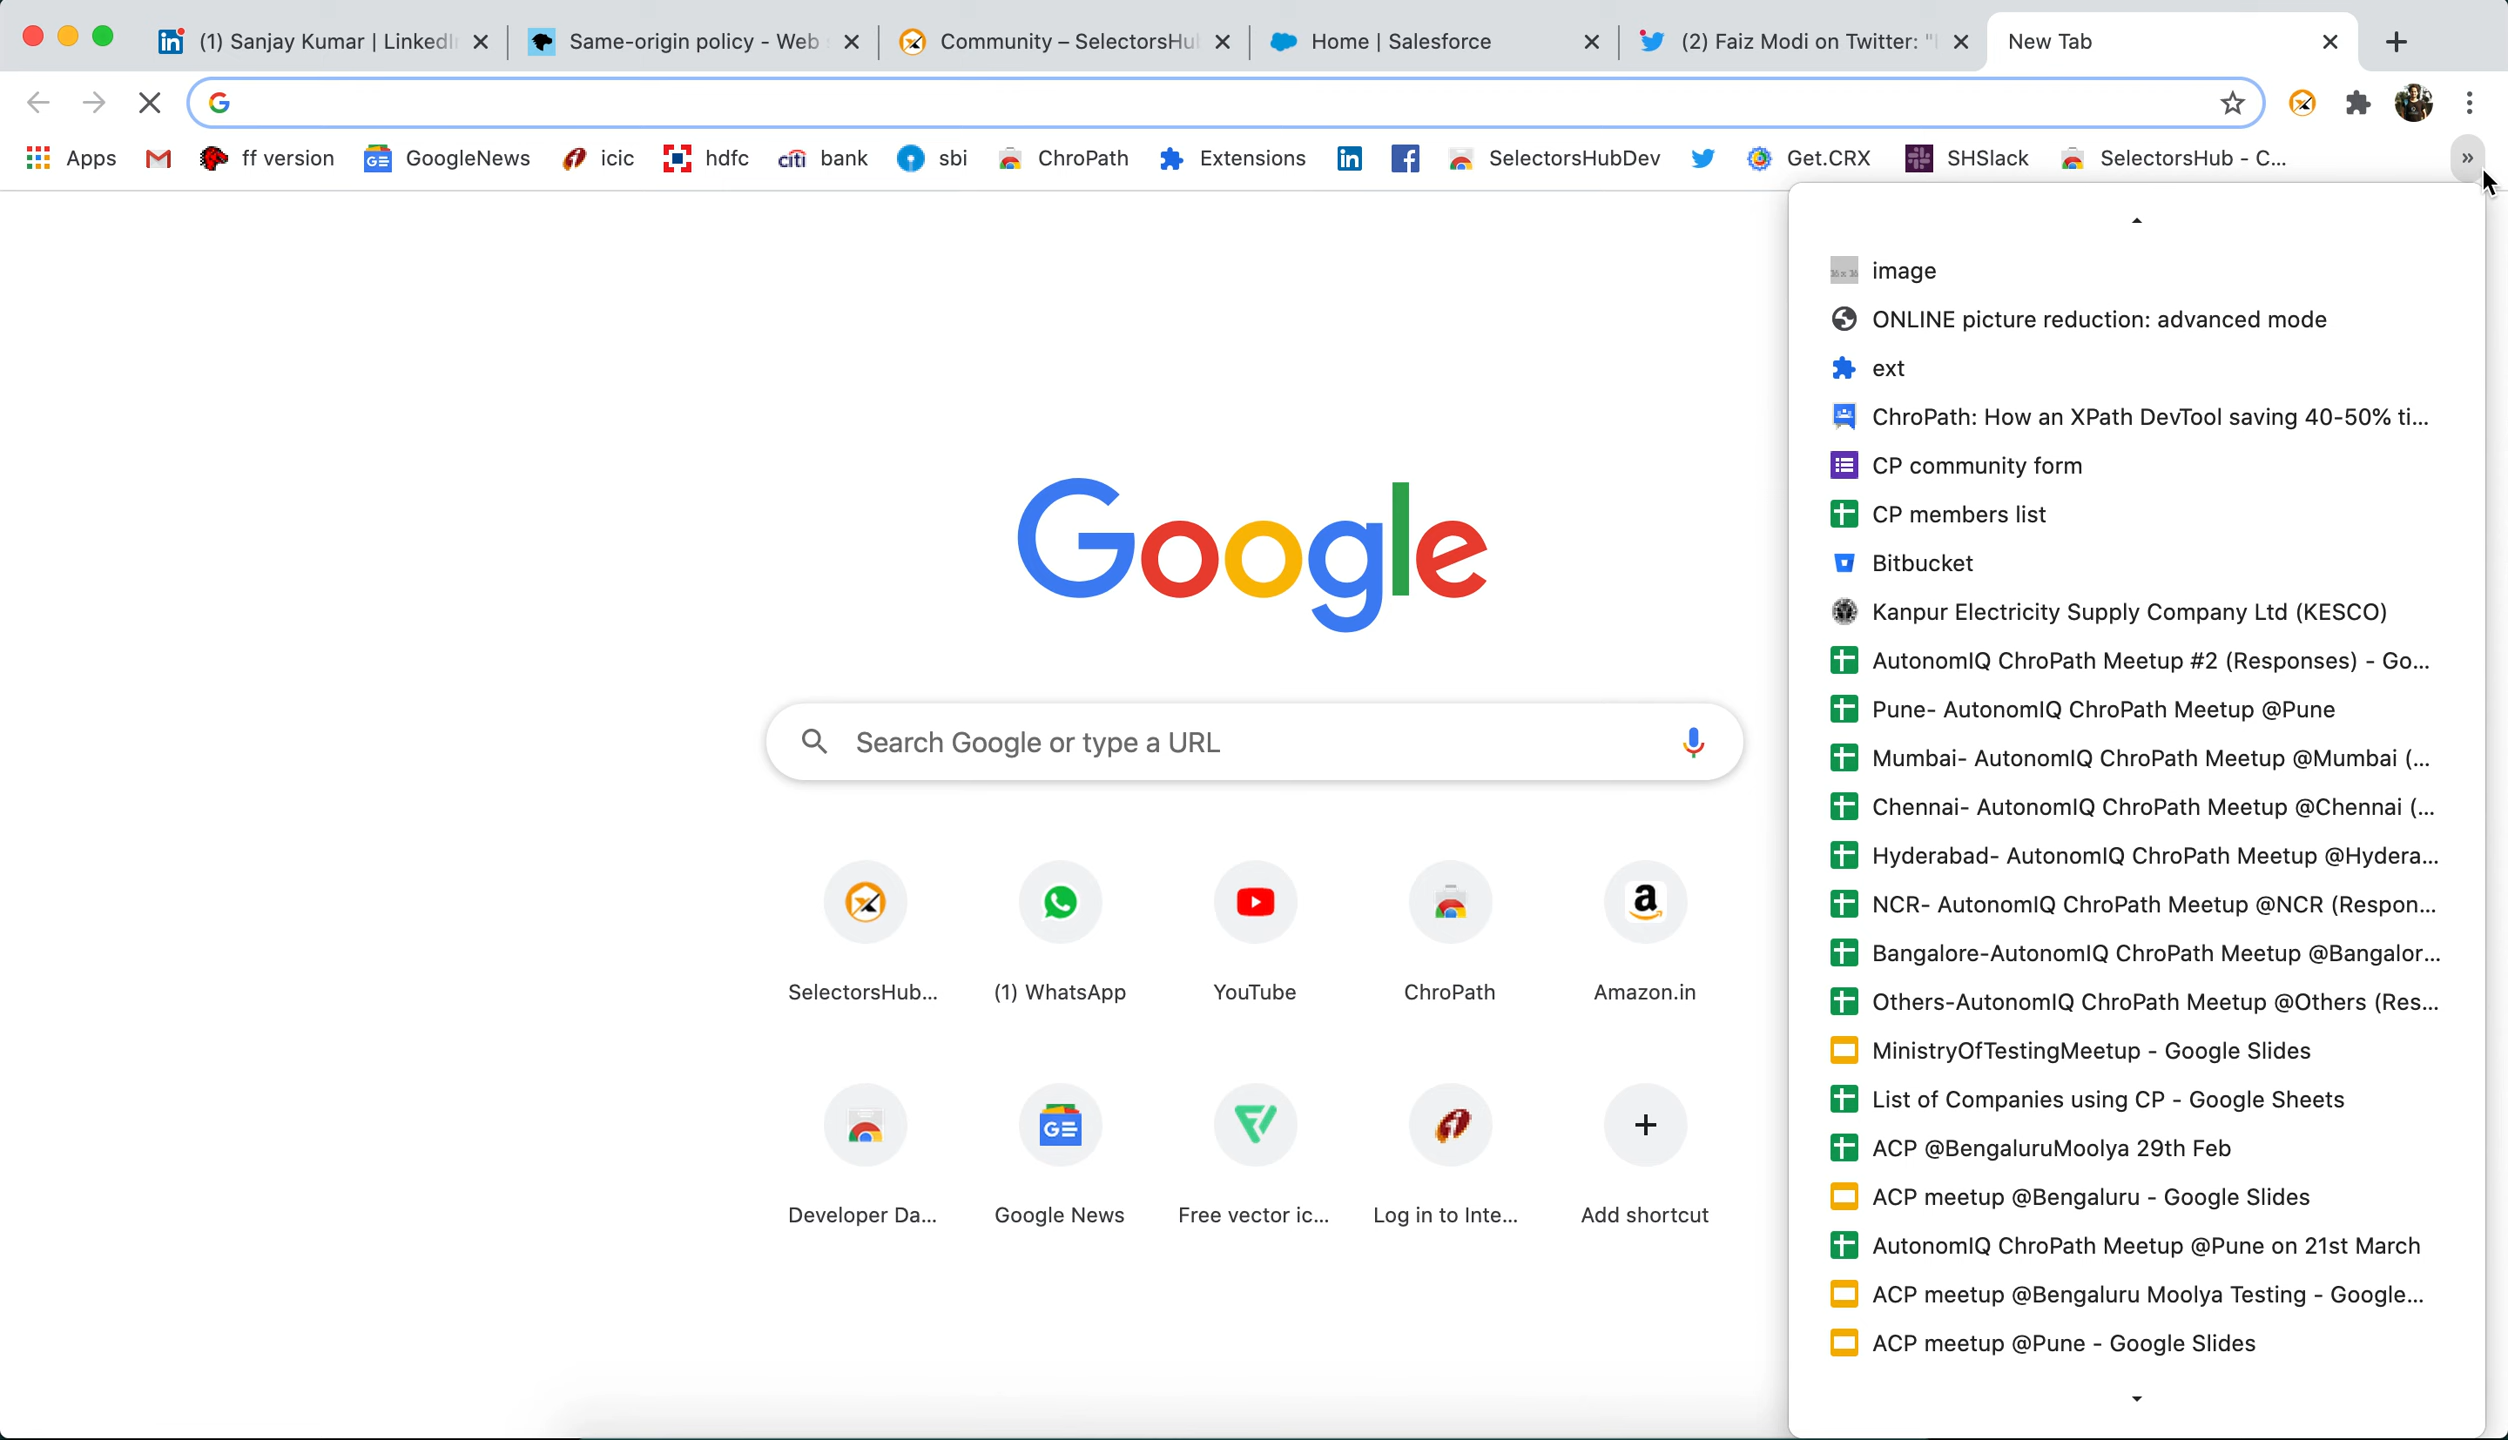 (1) Sanjay Kumar | LinkedIn
Same-origin policy - Web
Community – SelectorsHu
Home | Salesforce
(2) Faiz Modi on Twitter: "
New Tab
Apps
ff version
GoogleNews
icic
hdfc
citi bank
sbi
ChroPath
Extensions
SelectorsHubDev
Get.CRX
SHSlack
SelectorsHub - C...
»
image
ONLINE picture reduction: advanced mode
ext
ChroPath: How an XPath DevTool saving 40-50% ti...
CP community form
CP members list
Bitbucket
Kanpur Electricity Supply Company Ltd (KESCO)
AutonomIQ ChroPath Meetup #2 (Responses) - Go...
Pune- AutonomIQ ChroPath Meetup @Pune
Mumbai- AutonomIQ ChroPath Meetup @Mumbai (...
Chennai- AutonomIQ ChroPath Meetup @Chennai (...
Hyderabad- AutonomIQ ChroPath Meetup @Hydera...
NCR- AutonomIQ ChroPath Meetup @NCR (Respon...
Bangalore-AutonomIQ ChroPath Meetup @Bangalor...
Others-AutonomIQ ChroPath Meetup @Others (Res...
MinistryOfTestingMeetup - Google Slides
List of Companies using CP - Google Sheets
ACP @BengaluruMoolya 29th Feb
ACP meetup @Bengaluru - Google Slides
AutonomIQ ChroPath Meetup @Pune on 21st March
ACP meetup @Bengaluru Moolya Testing - Google...
ACP meetup @Pune - Google Slides
Google
Search Google or type a URL
SelectorsHub...
(1) WhatsApp
YouTube
ChroPath
Amazon.in
Developer Da...
Google News
Free vector ic...
Log in to Inte...
Add shortcut